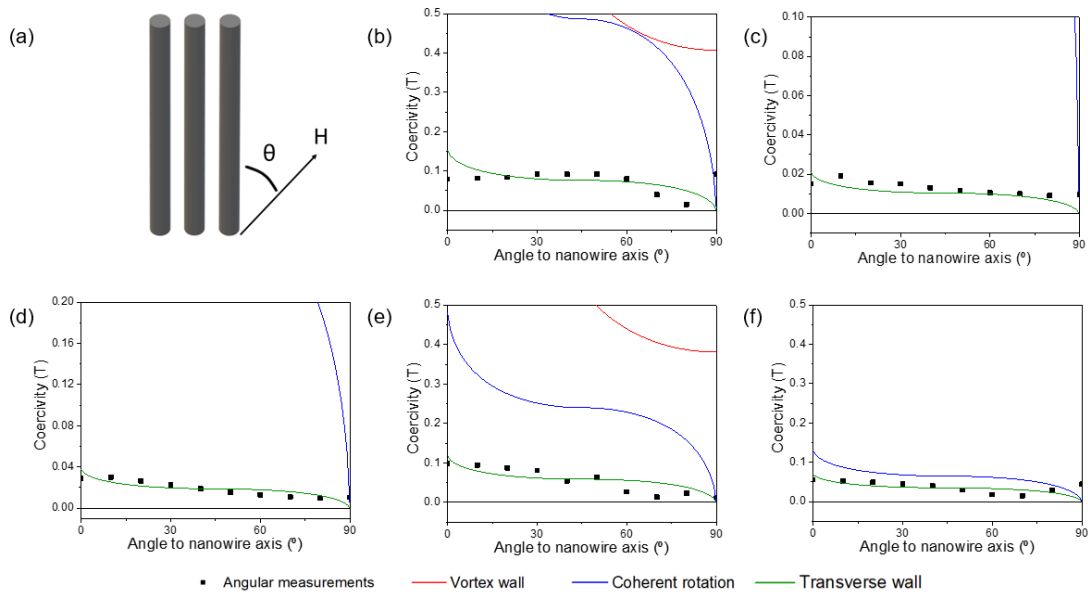 (a)
θ
H
(b)
0.5
0.4
0.3
0.2
0.1
0.0
Coercivity (T)
0 30 60 90
Angle to nanowire axis (º)
(c)
0.10
0.08
0.06
0.04
0.02
0.00
Coercivity (T)
0 30 60 90
Angle to nanowire axis (º)
(d)
0.20
0.16
0.12
0.08
0.04
0.00
Coercivity (T)
0 30 60 90
Angle to nanowire axis (º)
(e)
0.5
0.4
0.3
0.2
0.1
0.0
Coercivity (T)
0 30 60 90
Angle to nanowire axis (º)
(f)
0.5
0.4
0.3
0.2
0.1
0.0
Coercivity (T)
0 30 60 90
Angle to nanowire axis (º)
Angular measurements Vortex wall Coherent rotation Transverse wall